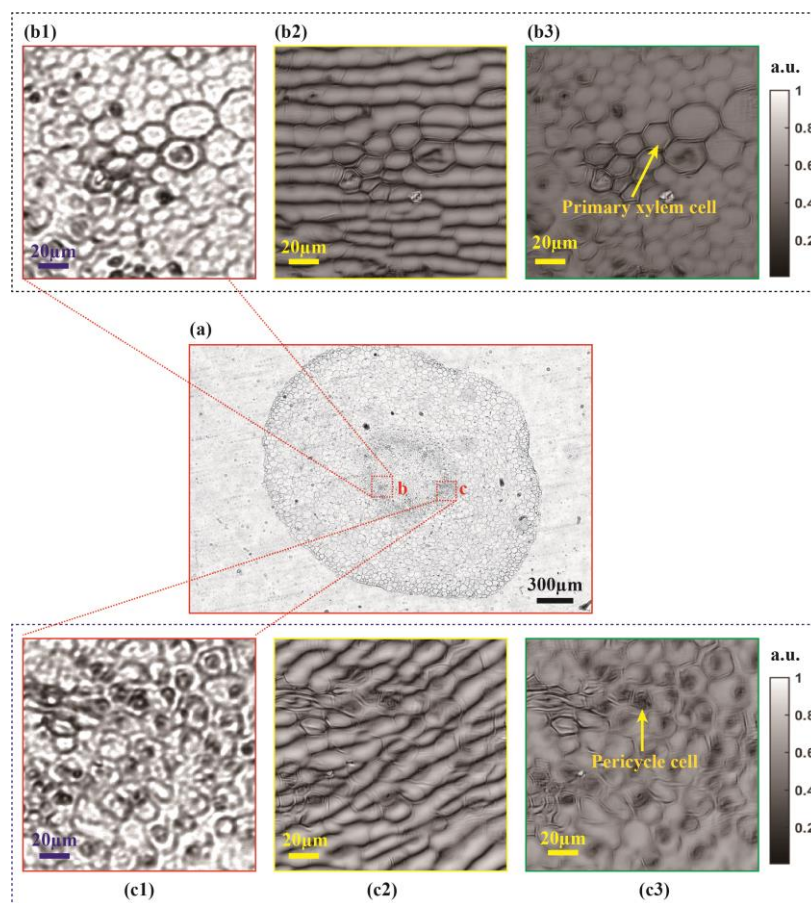 (b1)
(b2)
(b3)
a.u.
1
0.8
0.6
0.4
0.2
Primary xylem cell
20μm
20μm
20μm
(a)
b
c
300μm
a.u.
1
0.8
0.6
0.4
0.2
Pericycle cell
20μm
20μm
20μm
(c1)
(c2)
(c3)